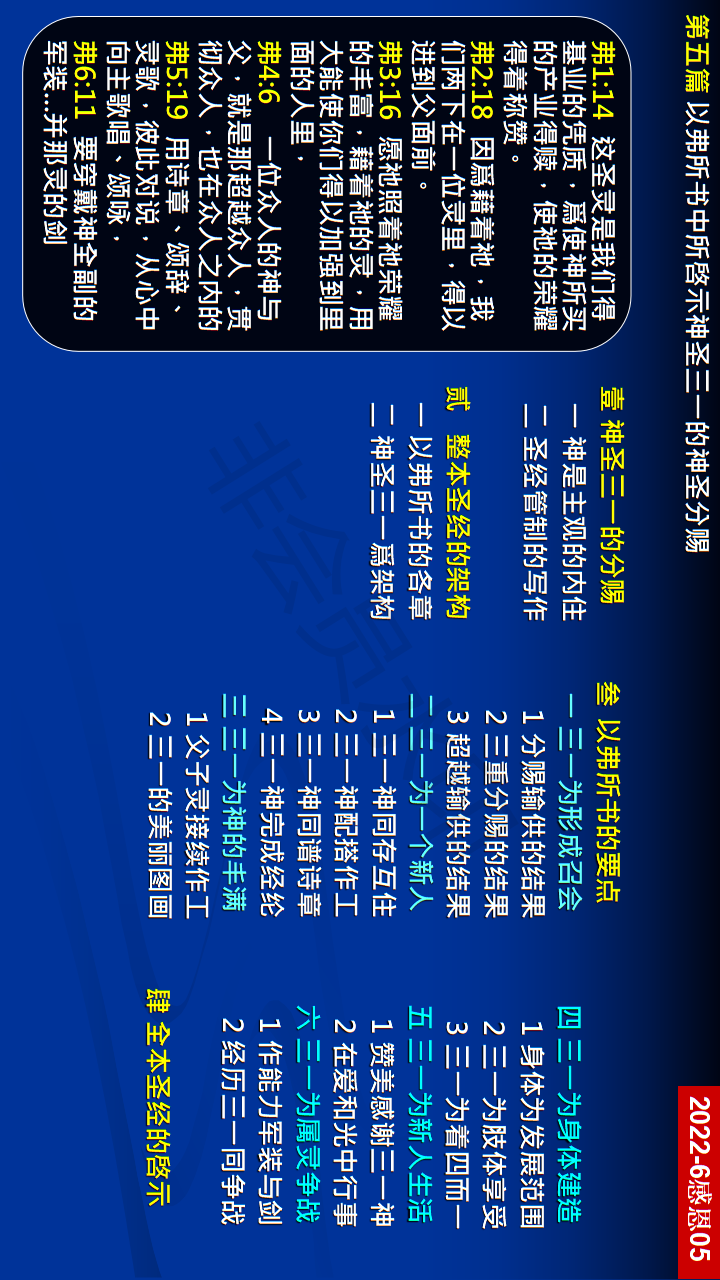 第五篇 以弗所书中所启示神圣三一的神圣分赐
2022-6感恩05
弗1:14 这圣灵是我们得
基业的凭质，爲使神所买
的产业得赎，使祂的荣耀
得着称赞。
弗2:18 因爲藉着祂，我
们两下在一位灵里，得以
进到父面前。
弗3:16 愿祂照着祂荣耀
的丰富，藉着祂的灵，用
大能使你们得以加强到里
面的人里，
弗4:6 一位众人的神与
父，就是那超越众人，贯
彻众人，也在众人之内的
弗5:19 用诗章、颂辞、
灵歌，彼此对说，从心中
向主歌唱、颂咏，
弗6:11 要穿戴神全副的
军装…并那灵的剑
壹 神圣三一的分赐
一 神是主观的内住
二 圣经管制的写作
贰 整本圣经的架构
一 以弗所书的各章
二 神圣三一爲架构
叁 以弗所书的要点
一 三一为形成召会
1 分赐输供的结果
2 三重分赐的结果
3 超越输供的结果
二 三一为一个新人
1 三一神同存互住
2 三一神配搭作工
3 三一神同谱诗章
4 三一神完成经纶
三 三一为神的丰满
1 父子灵接续作工
2 三一的美丽图画
四 三一为身体建造
1 身体为发展范围
2 三一为肢体享受
3 三一为着四而一
五 三一为新人生活
1 赞美感谢三一神
2 在爱和光中行事
六 三一为属灵争战
1 作能力军装与剑
2 经历三一同争战
肆 全本圣经的启示
非会员